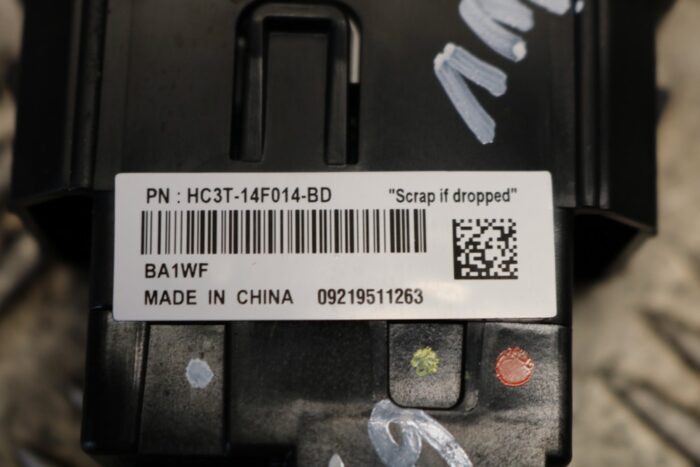 PN : HC3T-14F014-BD "Scrap if dropped"
BA1WF
MADE IN CHINA 09219511263